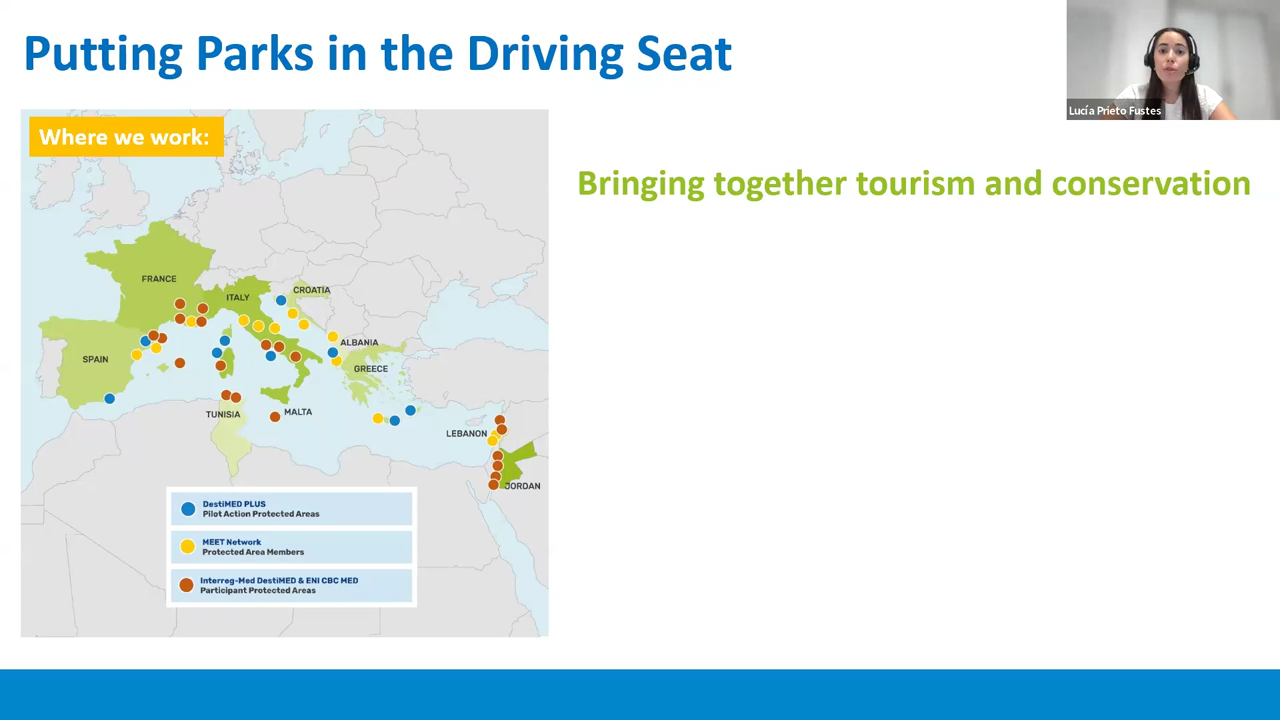 Putting Parks in the Driving Seat
Lucía Prieto Fustes
Where we work:
Bringing together tourism and conservation
FRANCE
ITALY
CROATIA
SPAIN
ALBANIA
GREECE
TUNISIA
MALTA
LEBANON
JORDAN
DestiMED PLUS
Pilot Action Protected Areas
MEET Network
Protected Area Members
Interreg-Med DestiMED & ENI CBC MED
Participant Protected Areas